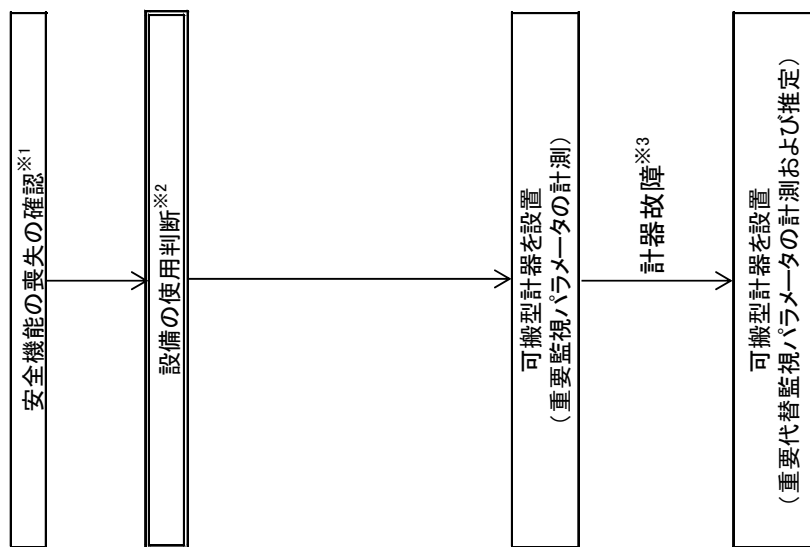 安全機能の喪失の確認※1
設備の使用判断※2
可搬型計器を設置
（重要監視パラメータの計測）
計器故障※3
可搬型計器を設置
（重要代替監視パラメータの計測および推定）